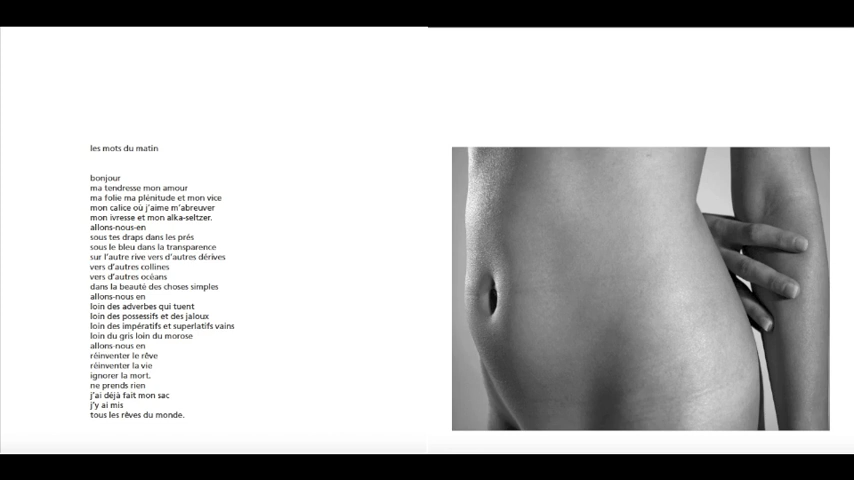 les mots du matin
bonjour
ma tendresse mon amour
ma folie ma plénitude et mon vice
mon calice où j'aime m'abreuver
mon ivresse et mon alka-seltzer.
allons-nous-en
sous tes draps dans les prés
sous le bleu dans la transparence
sur l'autre rive vers d'autres dérives
vers d'autres collines
vers d'autres océans
dans la beauté des choses simples
allons-nous en
loin des adverbes qui tuent
loin des possessifs et des jaloux
loin des impératifs et superlatifs vains
loin du gris loin du morose
allons-nous en
réinventer le rêve
réinventer la vie
ignorer la mort.
ne prends rien
j'ai déjà fait mon sac
j'y ai mis
tous les rêves du monde.